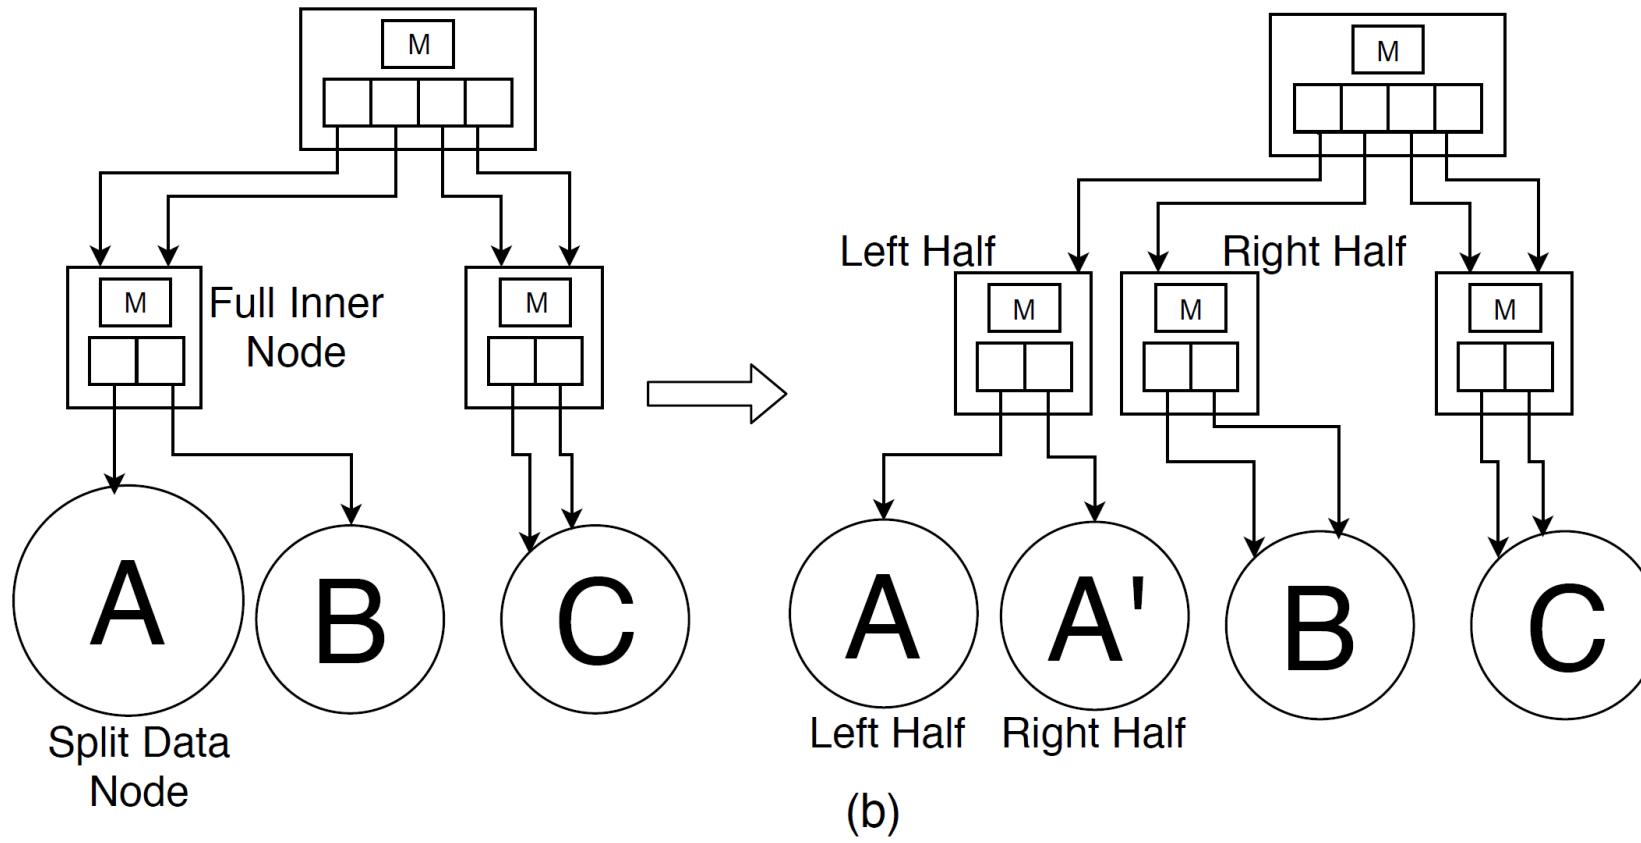 M
M
Left Half
Right Half
M
Full Inner
Node
M
M
M
M
A
B
C
A
A'
B
C
Split Data
Node
Left Half
Right Half
(b)